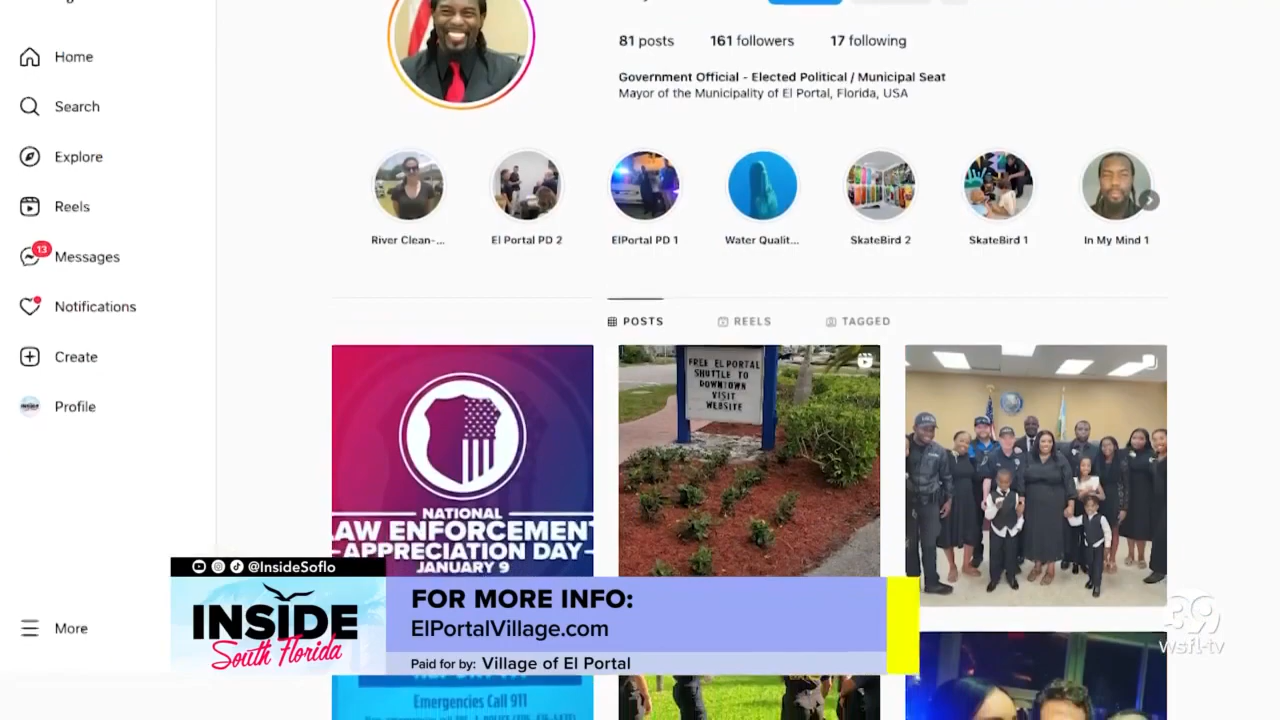 81 posts 161 followers 17 following
Government Official - Elected Political / Municipal Seat
Mayor of the Municipality of El Portal, Florida, USA
Home
Search
Explore
Reels
13
Messages
Notifications
Create
Profile
More
River Clean-... El Portal PD 2 ElPortal PD 1 Water Qualit... SkateBird 2 SkateBird 1 In My Mind 1
POSTS REELS TAGGED
NATIONAL
LAW ENFORCEMENT
APPRECIATION DAY
JANUARY 9
FREE EL PORTAL
SHUTTLE TO
DOWNTOWN
VISIT
WEBSITE
@InsideSoflo
INSIDE
South Florida
FOR MORE INFO:
ElPortalVillage.com
Paid for by: Village of El Portal
Emergencies Call 911
39
wsfl-tv